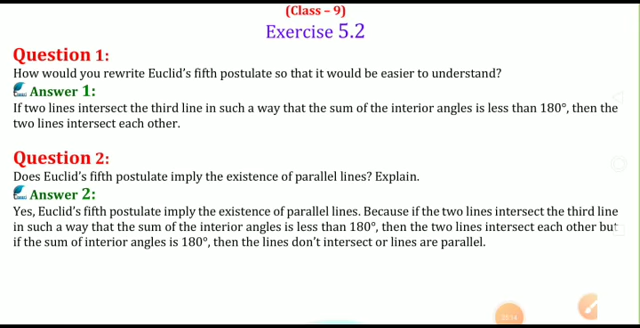 (Class – 9)
Exercise 5.2
Question 1:
How would you rewrite Euclid's fifth postulate so that it would be easier to understand?
Answer 1:
If two lines intersect the third line in such a way that the sum of the interior angles is less than 180°, then the
two lines intersect each other.
Question 2:
Does Euclid's fifth postulate imply the existence of parallel lines? Explain.
Answer 2:
Yes, Euclid's fifth postulate imply the existence of parallel lines. Because if the two lines intersect the third line
in such a way that the sum of the interior angles is less than 180°, then the two lines intersect each other but
if the sum of interior angles is 180°, then the lines don't intersect or lines are parallel.